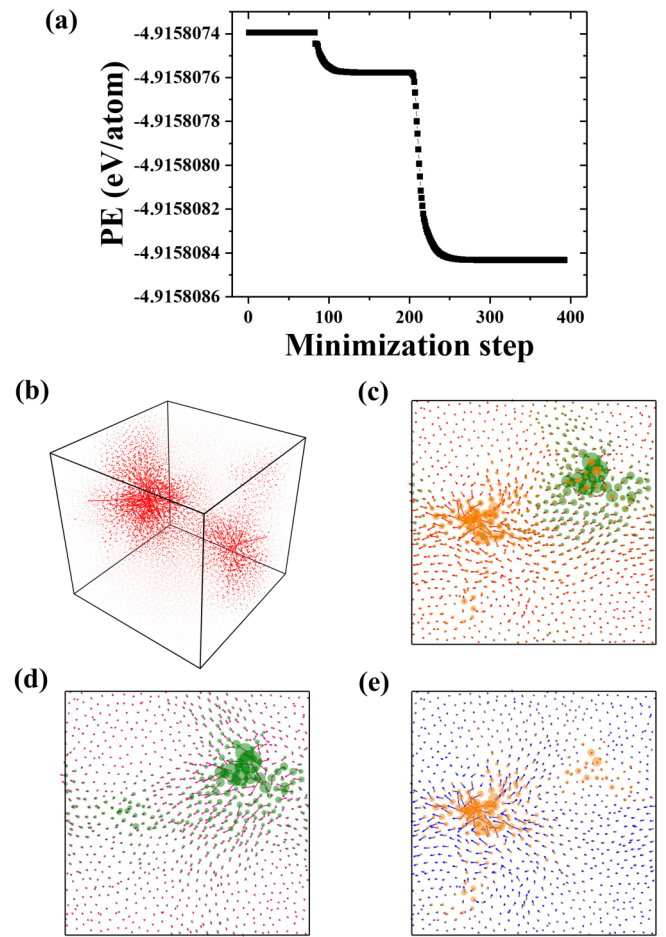 (a)
PE (eV/atom)
-4.9158074
-4.9158076
-4.9158078
-4.9158080
-4.9158082
-4.9158084
-4.9158086
0 100 200 300 400
Minimization step
(b)
(c)
(d)
(e)